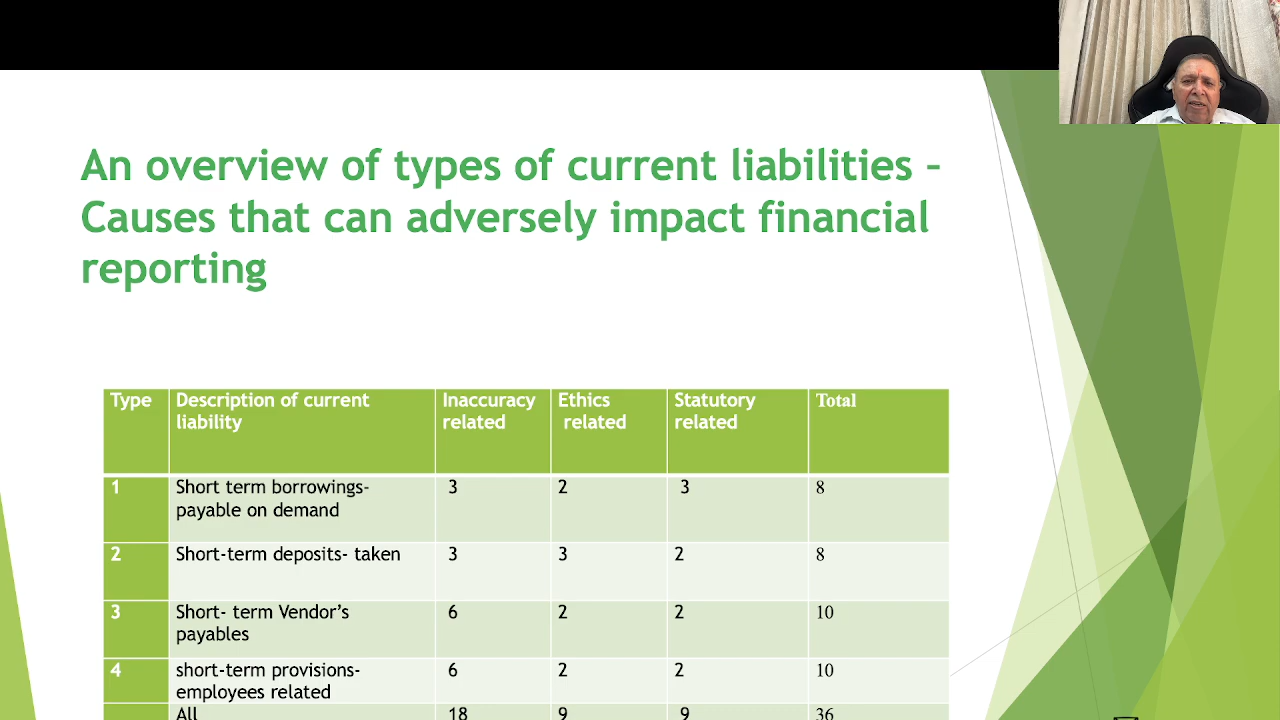 An overview of types of current liabilities –
Causes that can adversely impact financial
reporting
Type Description of current liability Inaccuracy related Ethics related Statutory related Total
1 Short term borrowings- payable on demand 3 2 3 8
2 Short-term deposits- taken 3 3 2 8
3 Short- term Vendor's payables 6 2 2 10
4 short-term provisions- employees related 6 2 2 10
All 18 9 9 36